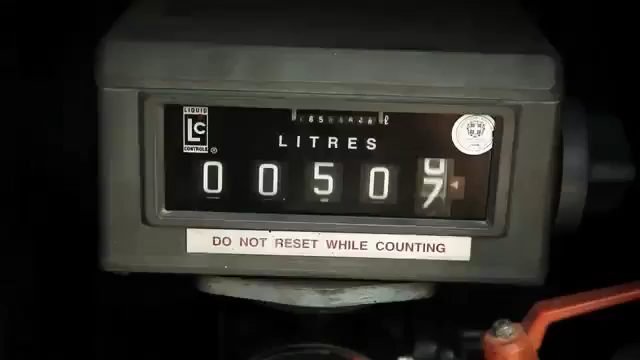 LIQUID
LC
CONTROLS ®
LITRES
0 0 5 0 7
DO NOT RESET WHILE COUNTING